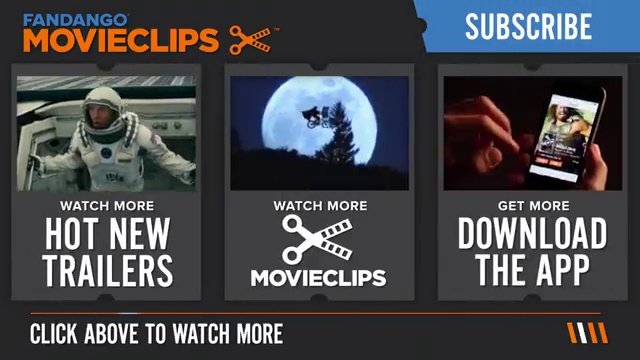 FANDANGO
MOVIECLIPS™
SUBSCRIBE
WATCH MORE
HOT NEW
TRAILERS
WATCH MORE
MOVIECLIPS
GET MORE
DOWNLOAD
THE APP
CLICK ABOVE TO WATCH MORE